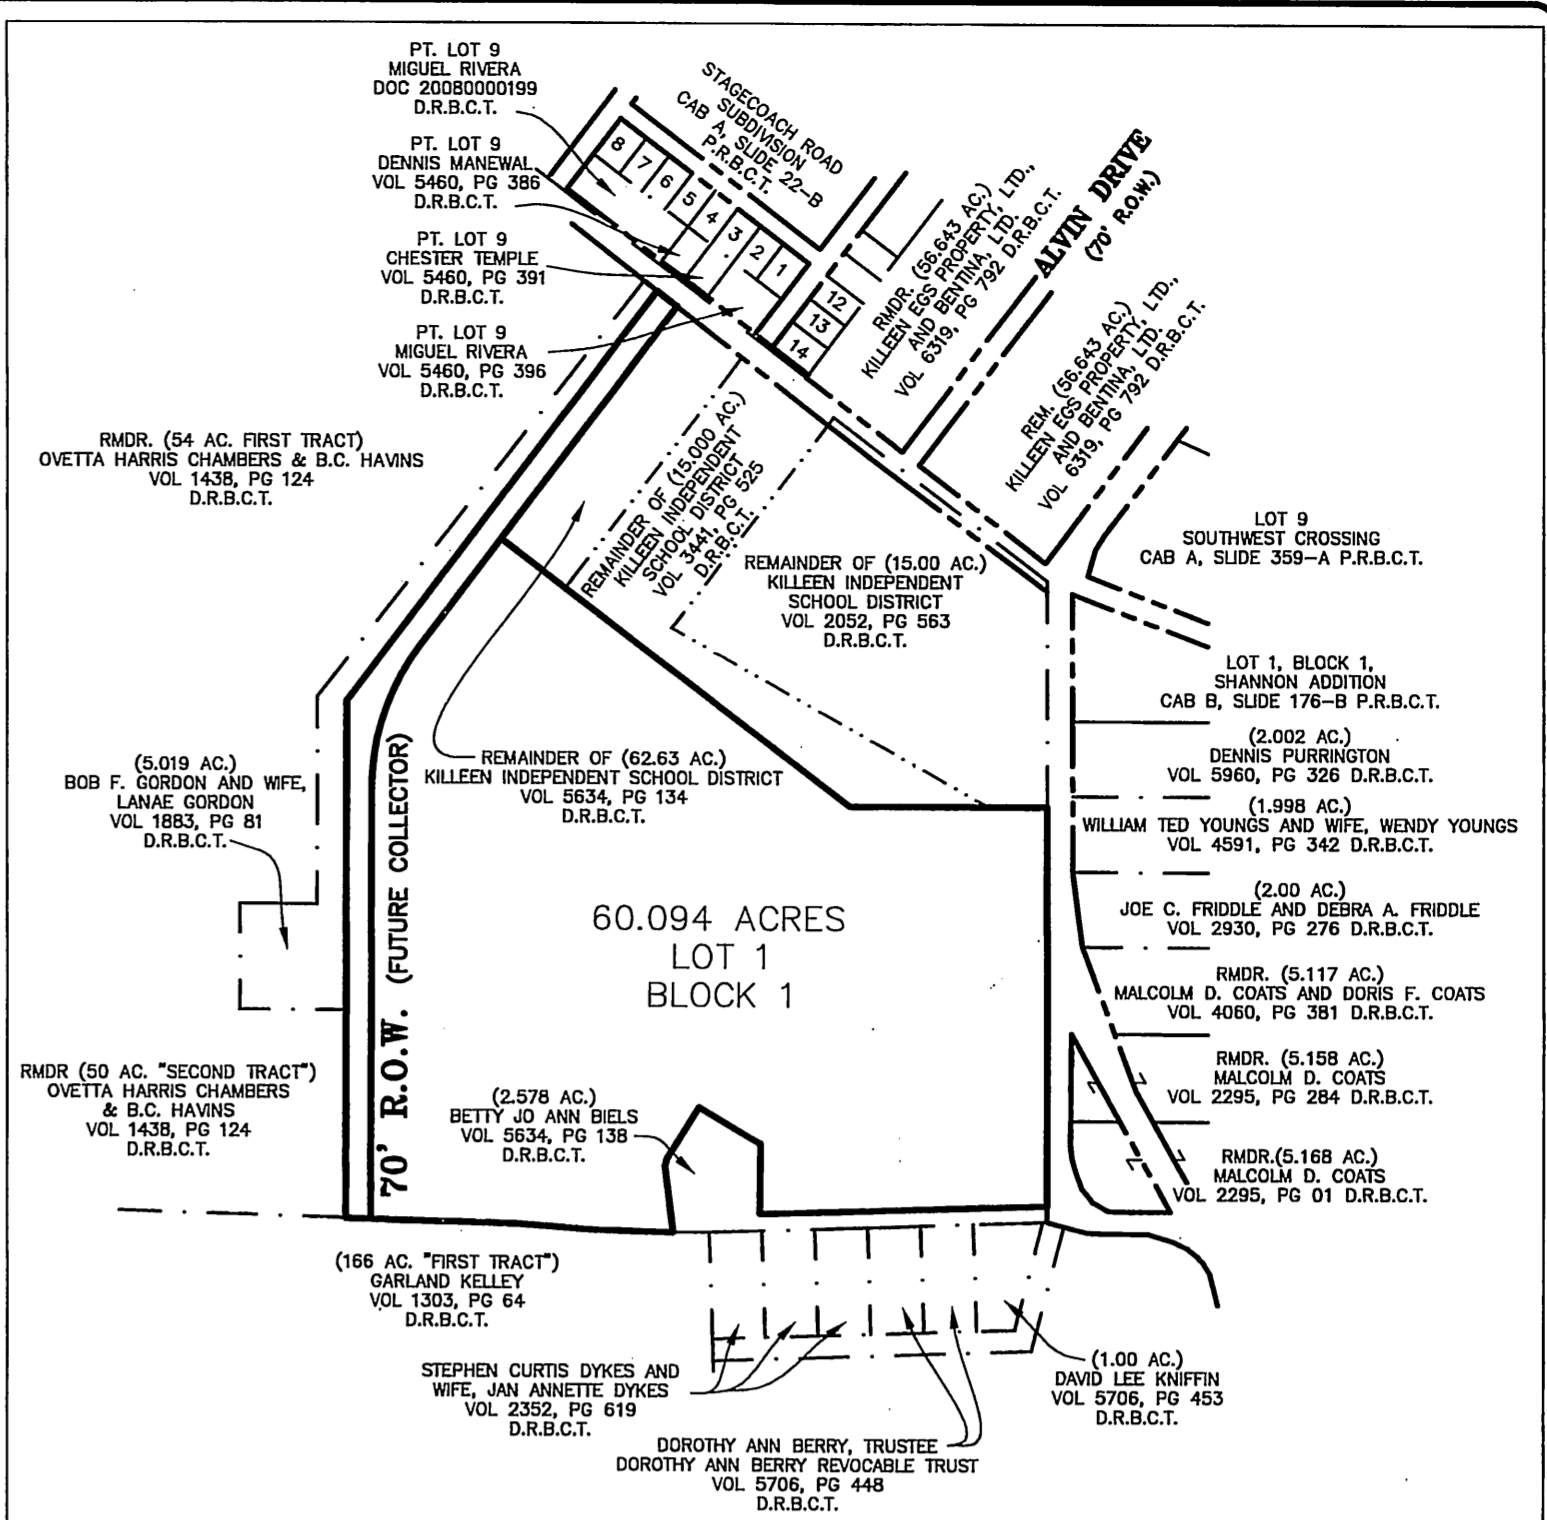 PT. LOT 9
MIGUEL RIVERA
DOC 20080000199
D.R.B.C.T.
PT. LOT 9
DENNIS MANEWAL
VOL 5460, PG 386
D.R.B.C.T.
PT. LOT 9
CHESTER TEMPLE
VOL 5460, PG 391
D.R.B.C.T.
PT. LOT 9
MIGUEL RIVERA
VOL 5460, PG 396
D.R.B.C.T.
STAGECOACH ROAD
SUBDIVISION
CAB A, SLIDE 22-B
P.R.B.C.T.
8
7
6
5
4
3
2
1
12
13
14
RMDR. (56.643 AC.)
KILLEEN EGS PROPERTY, LTD.,
AND BENTINA, LTD.
VOL 6319, PG 792 D.R.B.C.T.
ALVIN DRIVE
(70' R.O.W.)
REM. (56.643 AC.)
KILLEEN EGS PROPERTY, LTD.,
AND BENTINA, LTD.
VOL 6319, PG 792 D.R.B.C.T.
RMDR. (54 AC. FIRST TRACT)
OVETTA HARRIS CHAMBERS & B.C. HAVINS
VOL 1438, PG 124
D.R.B.C.T.
REMAINDER OF (15.000 AC.)
KILLEEN INDEPENDENT
SCHOOL DISTRICT
VOL 3441, PG 525
D.R.B.C.T.
REMAINDER OF (15.00 AC.)
KILLEEN INDEPENDENT
SCHOOL DISTRICT
VOL 2052, PG 563
D.R.B.C.T.
LOT 9
SOUTHWEST CROSSING
CAB A, SLIDE 359-A P.R.B.C.T.
LOT 1, BLOCK 1,
SHANNON ADDITION
CAB B, SLIDE 176-B P.R.B.C.T.
(2.002 AC.)
DENNIS PURRINGTON
VOL 5960, PG 326 D.R.B.C.T.
(1.998 AC.)
WILLIAM TED YOUNGS AND WIFE, WENDY YOUNGS
VOL 4591, PG 342 D.R.B.C.T.
(2.00 AC.)
JOE C. FRIDDLE AND DEBRA A. FRIDDLE
VOL 2930, PG 276 D.R.B.C.T.
RMDR. (5.117 AC.)
MALCOLM D. COATS AND DORIS F. COATS
VOL 4060, PG 381 D.R.B.C.T.
RMDR. (5.158 AC.)
MALCOLM D. COATS
VOL 2295, PG 284 D.R.B.C.T.
RMDR.(5.168 AC.)
MALCOLM D. COATS
VOL 2295, PG 01 D.R.B.C.T.
REMAINDER OF (62.63 AC.)
KILLEEN INDEPENDENT SCHOOL DISTRICT
VOL 5634, PG 134
D.R.B.C.T.
(5.019 AC.)
BOB F. GORDON AND WIFE,
LANAE GORDON
VOL 1883, PG 81
D.R.B.C.T.
70' R.O.W. (FUTURE COLLECTOR)
60.094 ACRES
LOT 1
BLOCK 1
RMDR (50 AC. "SECOND TRACT")
OVETTA HARRIS CHAMBERS
& B.C. HAVINS
VOL 1438, PG 124
D.R.B.C.T.
(2.578 AC.)
BETTY JO ANN BIELS
VOL 5634, PG 138
D.R.B.C.T.
(166 AC. "FIRST TRACT")
GARLAND KELLEY
VOL 1303, PG 64
D.R.B.C.T.
STEPHEN CURTIS DYKES AND
WIFE, JAN ANNETTE DYKES
VOL 2352, PG 619
D.R.B.C.T.
(1.00 AC.)
DAVID LEE KNIFFIN
VOL 5706, PG 453
D.R.B.C.T.
DOROTHY ANN BERRY, TRUSTEE
DOROTHY ANN BERRY REVOCABLE TRUST
VOL 5706, PG 448
D.R.B.C.T.